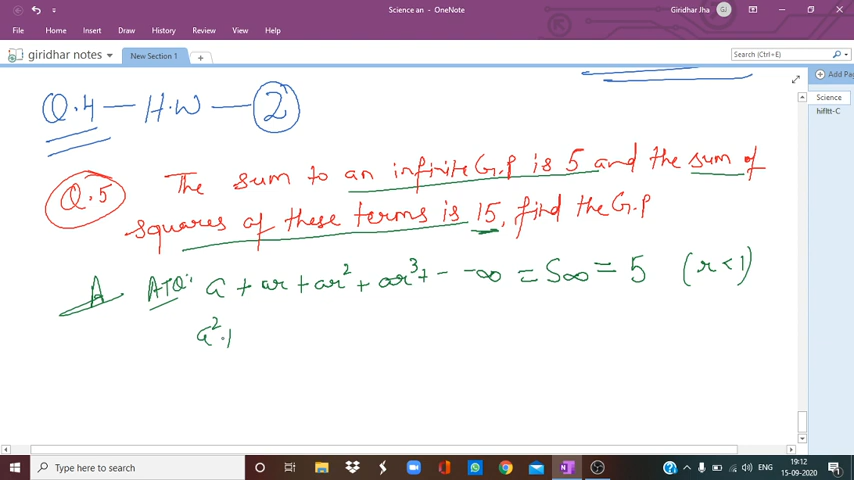 Science an - OneNote
Giridhar Jha
GJ
File Home Insert Draw History Review View Help
giridhar notes
New Section 1
Search (Ctrl+E)
Add Pag
Science
hifltt-C
Q.4 — H.W — 2
Q.5 The sum to an infinite G.P is 5 and the sum of
squares of these terms is 15, find the G.P
A ATQ: a + ar + ar² + ar³ + - - ∞ = S∞ = 5 (r < 1)
a²
Type here to search
ENG
19:12
15-09-2020